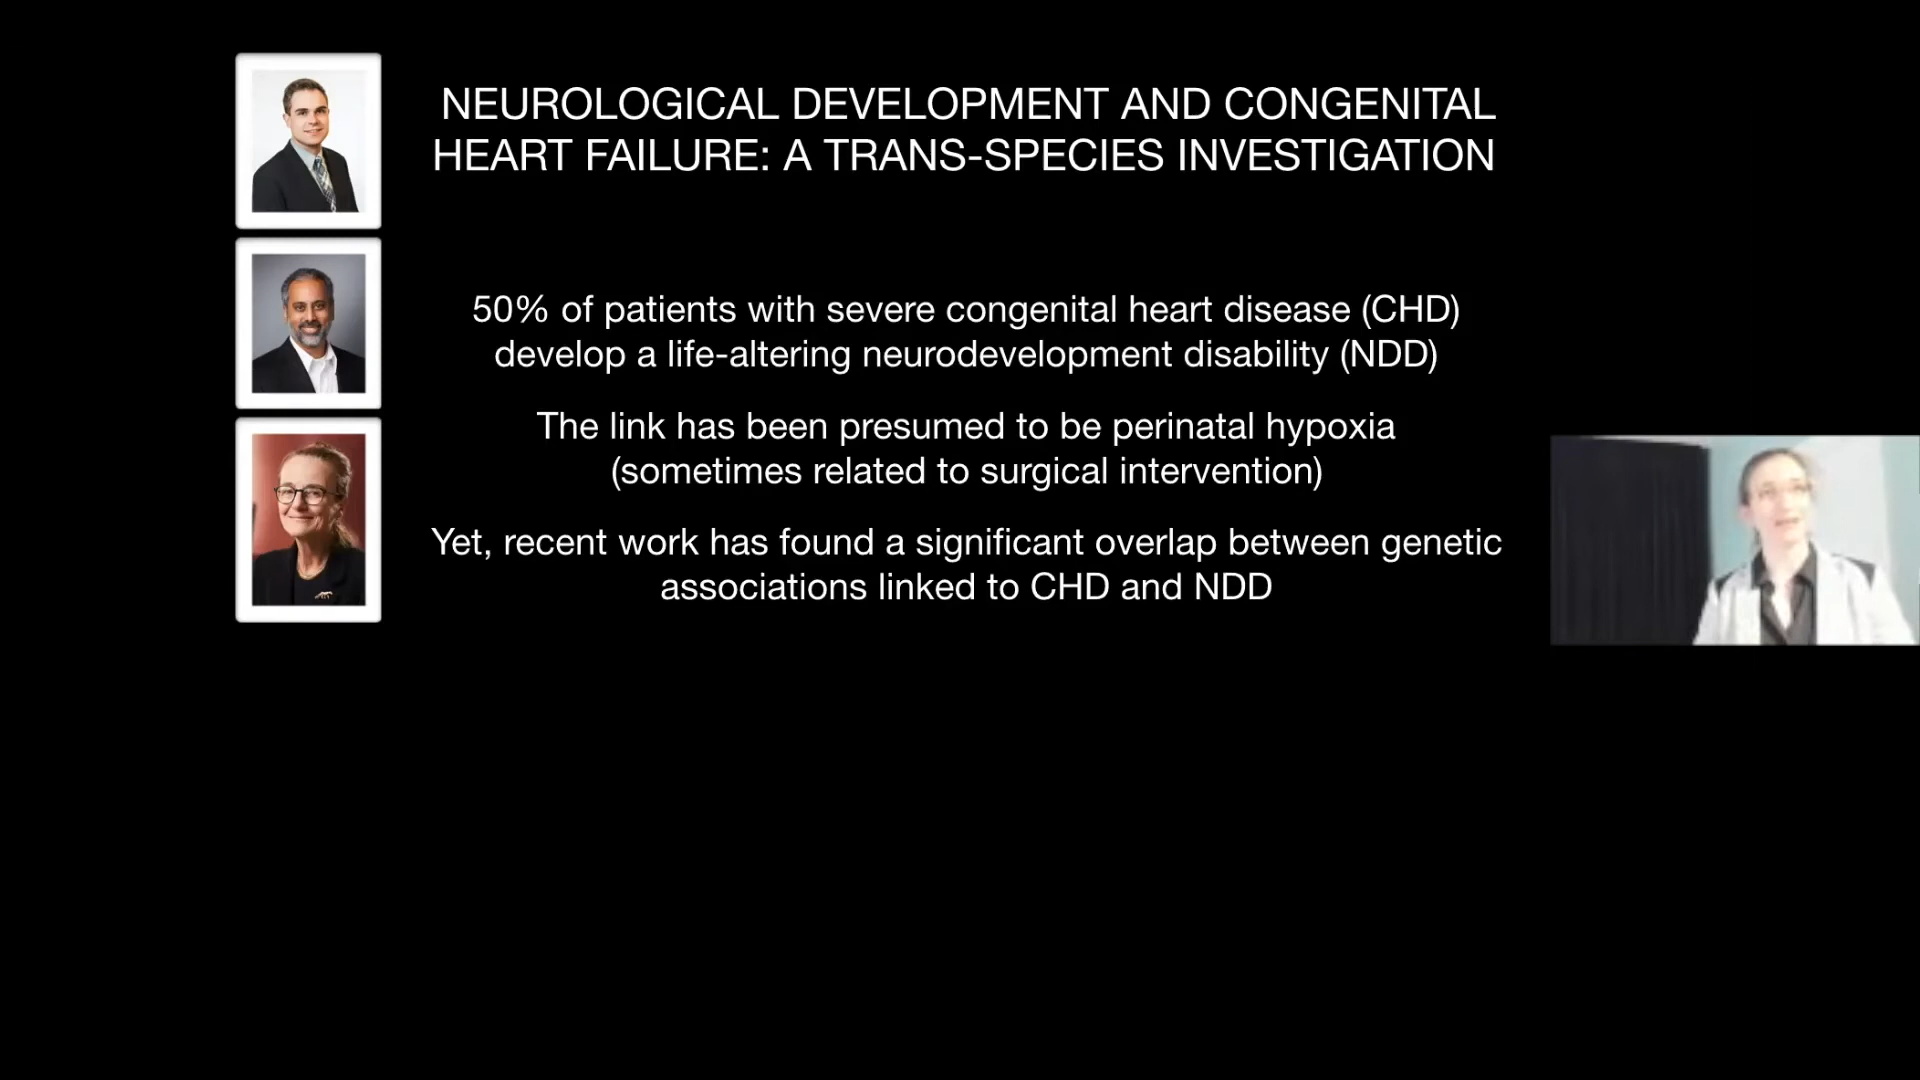 NEUROLOGICAL DEVELOPMENT AND CONGENITAL
HEART FAILURE: A TRANS-SPECIES INVESTIGATION
50% of patients with severe congenital heart disease (CHD)
develop a life-altering neurodevelopment disability (NDD)
The link has been presumed to be perinatal hypoxia
(sometimes related to surgical intervention)
Yet, recent work has found a significant overlap between genetic
associations linked to CHD and NDD